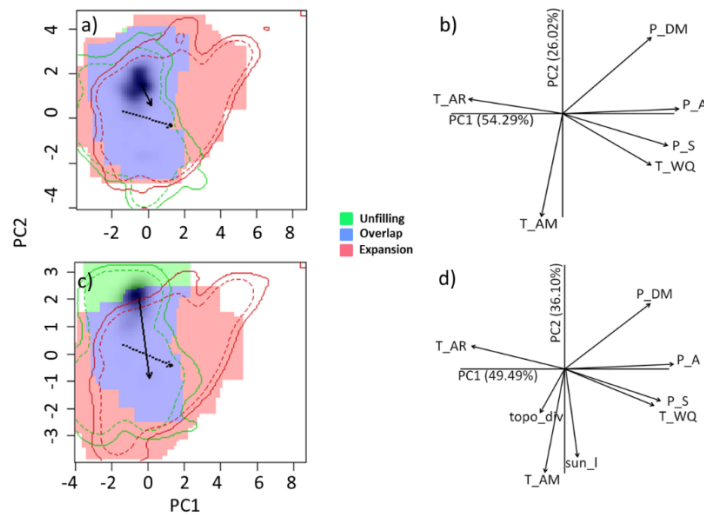 a)
4
2
0
-2
-4
-2 0 2 4 6 8
PC2
b)
PC2 (26.02%)
P_DM
T_AR
PC1 (54.29%)
P_A
P_S
T_WQ
T_AM
Unfilling
Overlap
Expansion
c)
3
2
1
0
-1
-2
-3
-4 -2 0 2 4 6 8
PC1
d)
PC2 (36.10%)
P_DM
T_AR
PC1 (49.49%)
P_A
P_S
T_WQ
topo_div
sun_l
T_AM